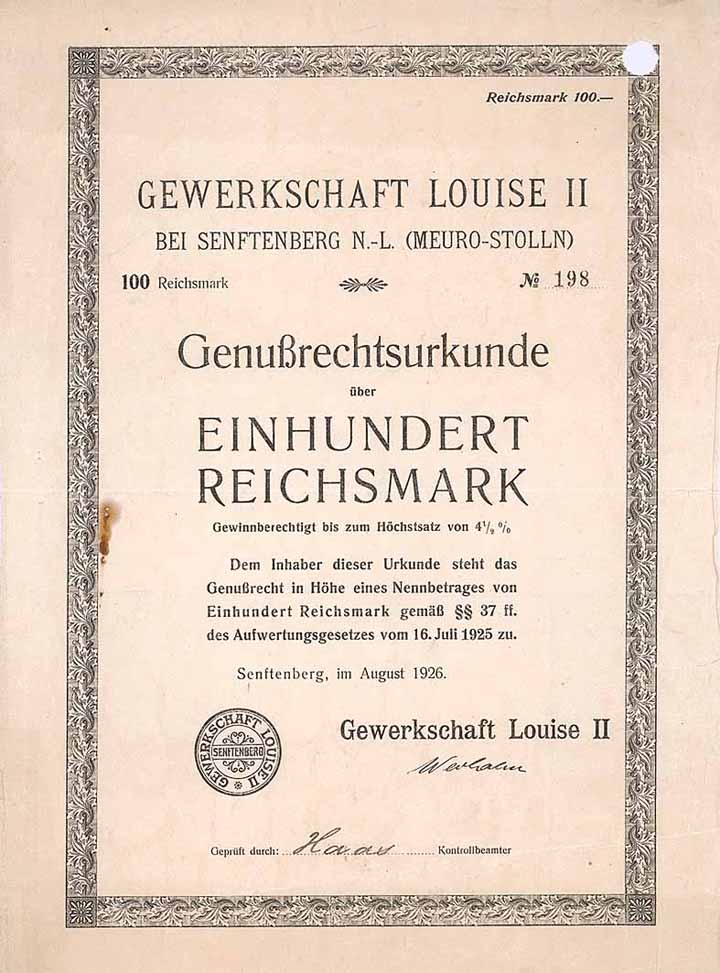 Reichsmark 100.—
GEWERKSCHAFT LOUISE II
BEI SENFTENBERG N.-L. (MEURO-STOLLN)
100 Reichsmark № 198
Genußrechtsurkunde
über
EINHUNDERT
REICHSMARK
Gewinnberechtigt bis zum Höchstsatz von 4½ %
Dem Inhaber dieser Urkunde steht das
Genußrecht in Höhe eines Nennbetrages von
Einhundert Reichsmark gemäß §§ 37 ff.
des Aufwertungsgesetzes vom 16. Juli 1925 zu.
Senftenberg, im August 1926.
GEWERKSCHAFT LOUISE II
SENFTENBERG
Gewerkschaft Louise II
Geprüft durch: Haas Kontrollbeamter